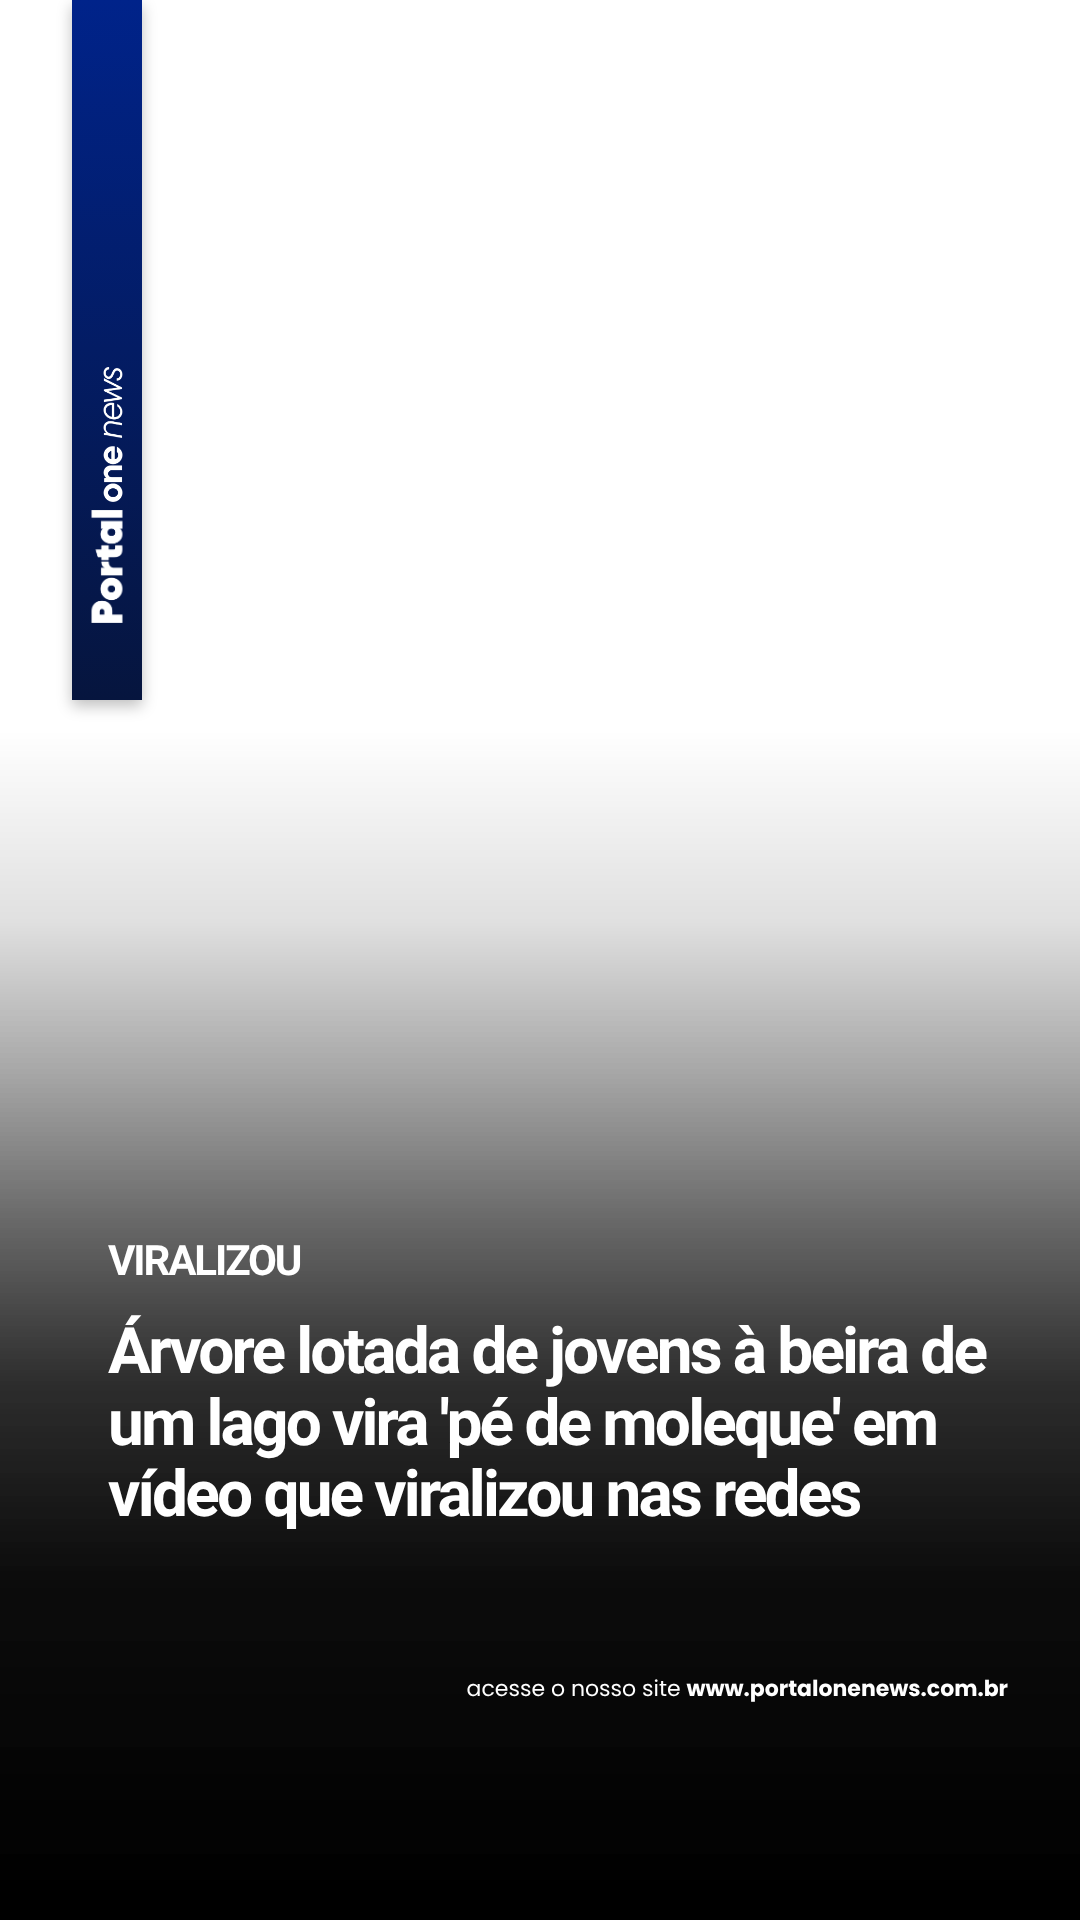 Portal one news
VIRALIZOU
Árvore lotada de jovens à beira de
um lago vira 'pé de moleque' em
vídeo que viralizou nas redes
acesse o nosso site www.portalonenews.com.br